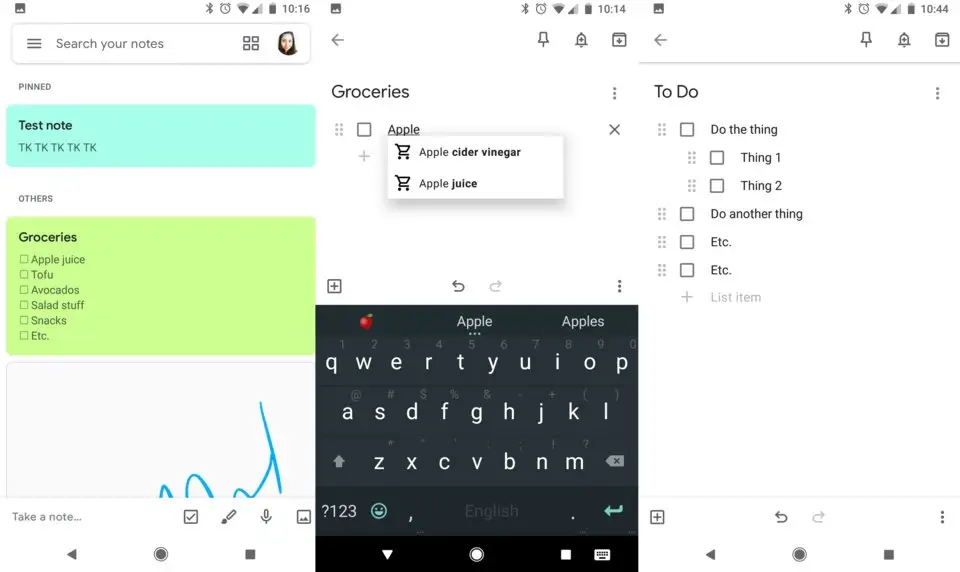 10:16
Search your notes
PINNED
Test note
TK TK TK TK TK
OTHERS
Groceries
Apple juice
Tofu
Avocados
Salad stuff
Snacks
Etc.
Take a note...
10:14
Groceries
Apple
Apple cider vinegar
Apple juice
Apple Apples
1 2 3 4 5 6 7 8 9 0
q w e r t y u i o p
@ # $ % & - + ( )
a s d f g h j k l
* " ' : ; ! ?
z x c v b n m
?123 , English .
10:44
To Do
Do the thing
Thing 1
Thing 2
Do another thing
Etc.
Etc.
List item